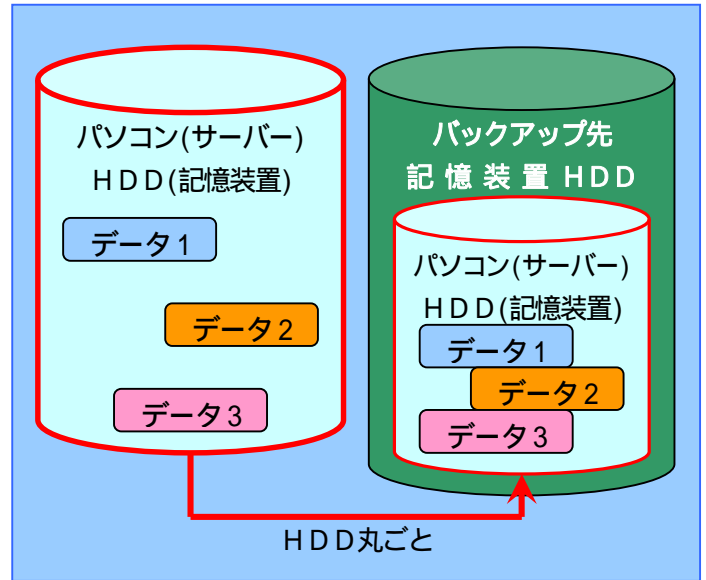 パソコン(サーバー)
ＨＤＤ(記憶装置)
データ1
データ2
データ3
バックアップ先
記憶装置 HDD
パソコン(サーバー)
ＨＤＤ(記憶装置)
データ1
データ2
データ3
ＨＤＤ丸ごと